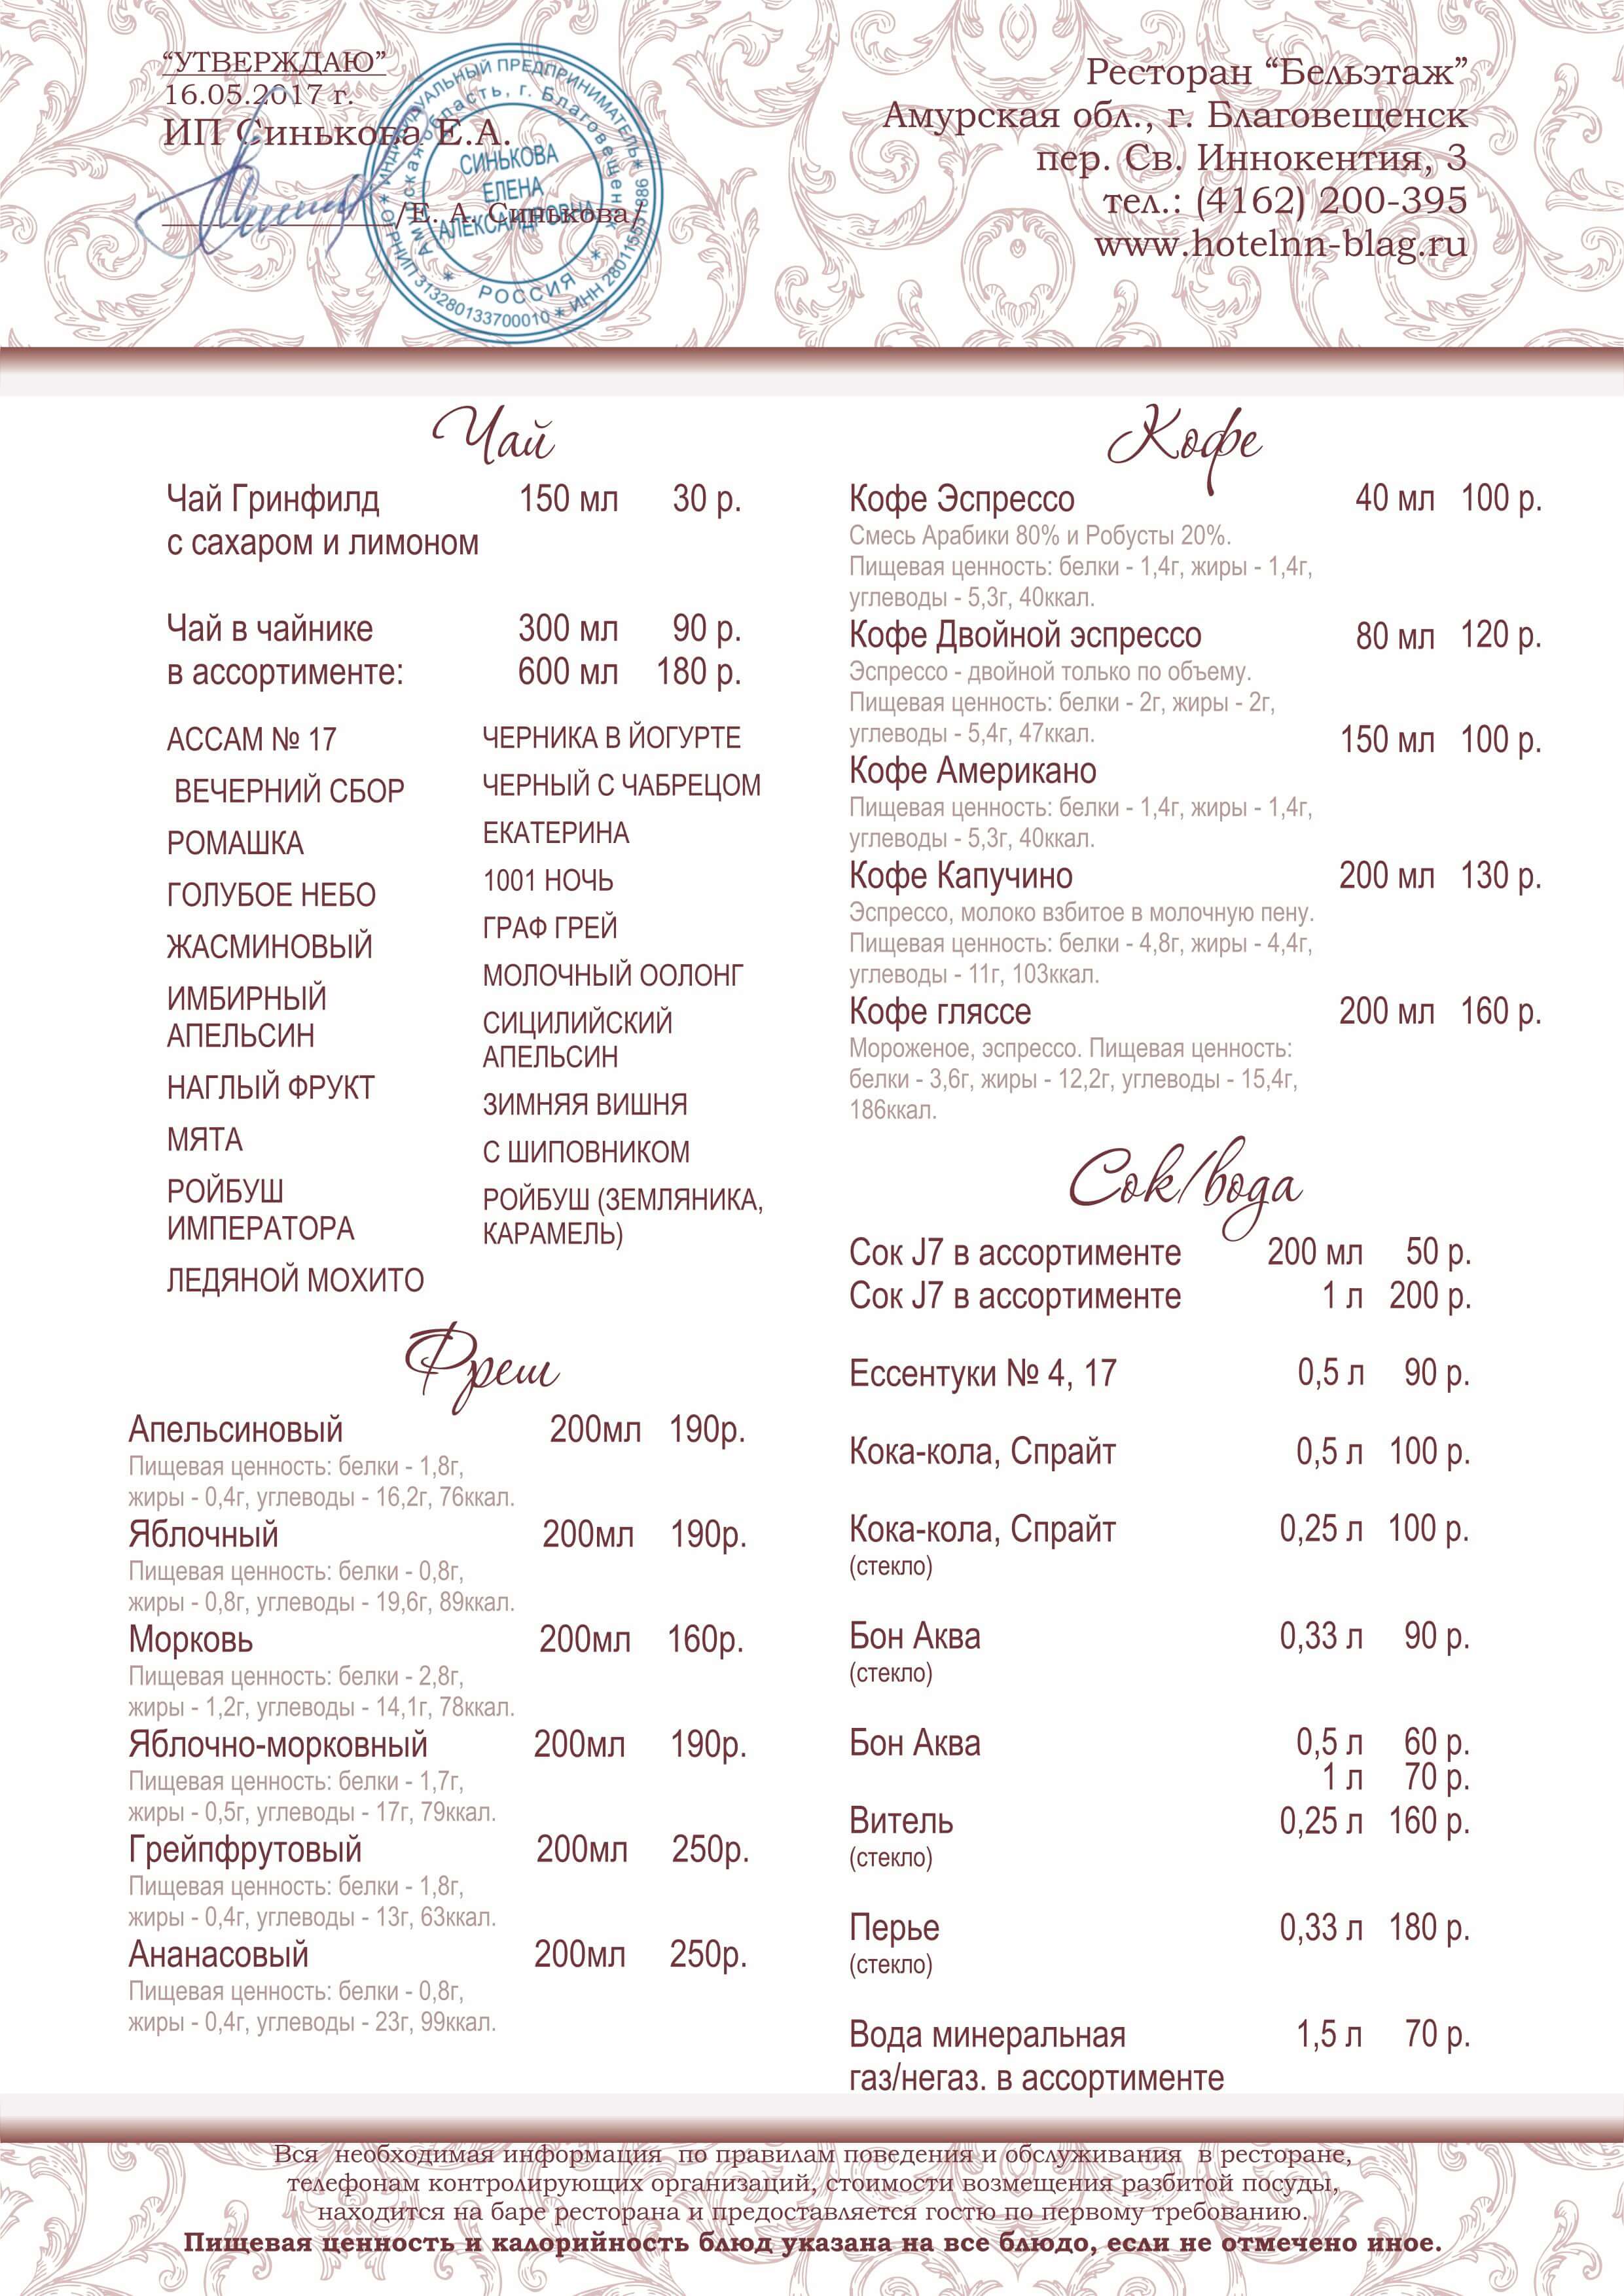 “УТВЕРЖДАЮ”
16.05.2017 г.
ИП Синькова Е.А.
/Е. А. Синькова/
* ИНДИВИДУАЛЬНЫЙ ПРЕДПРИНИМАТЕЛЬ *
Амурская область, г. Благовещенск
СИНЬКОВА
ЕЛЕНА
АЛЕКСАНДРОВНА
* РОССИЯ *
313280133700010 * ИНН
Ресторан “Бельэтаж”
Амурская обл., г. Благовещенск
пер. Св. Иннокентия, 3
тел.: (4162) 200-395
www.hotelnn-blag.ru
Чай
Чай Гринфилд 150 мл 30 р.
с сахаром и лимоном
Чай в чайнике 300 мл 90 р.
в ассортименте: 600 мл 180 р.
АССАМ № 17
ВЕЧЕРНИЙ СБОР
РОМАШКА
ГОЛУБОЕ НЕБО
ЖАСМИНОВЫЙ
ИМБИРНЫЙ
АПЕЛЬСИН
НАГЛЫЙ ФРУКТ
МЯТА
РОЙБУШ
ИМПЕРАТОРА
ЛЕДЯНОЙ МОХИТО
ЧЕРНИКА В ЙОГУРТЕ
ЧЕРНЫЙ С ЧАБРЕЦОМ
ЕКАТЕРИНА
1001 НОЧЬ
ГРАФ ГРЕЙ
МОЛОЧНЫЙ ООЛОНГ
СИЦИЛИЙСКИЙ
АПЕЛЬСИН
ЗИМНЯЯ ВИШНЯ
С ШИПОВНИКОМ
РОЙБУШ (ЗЕМЛЯНИКА,
КАРАМЕЛЬ)
Фреш
Апельсиновый 200мл 190р.
Пищевая ценность: белки - 1,8г,
жиры - 0,4г, углеводы - 16,2г, 76ккал.
Яблочный 200мл 190р.
Пищевая ценность: белки - 0,8г,
жиры - 0,8г, углеводы - 19,6г, 89ккал.
Морковь 200мл 160р.
Пищевая ценность: белки - 2,8г,
жиры - 1,2г, углеводы - 14,1г, 78ккал.
Яблочно-морковный 200мл 190р.
Пищевая ценность: белки - 1,7г,
жиры - 0,5г, углеводы - 17г, 79ккал.
Грейпфрутовый 200мл 250р.
Пищевая ценность: белки - 1,8г,
жиры - 0,4г, углеводы - 13г, 63ккал.
Ананасовый 200мл 250р.
Пищевая ценность: белки - 0,8г,
жиры - 0,4г, углеводы - 23г, 99ккал.
Кофе
Кофе Эспрессо 40 мл 100 р.
Смесь Арабики 80% и Робусты 20%.
Пищевая ценность: белки - 1,4г, жиры - 1,4г,
углеводы - 5,3г, 40ккал.
Кофе Двойной эспрессо 80 мл 120 р.
Эспрессо - двойной только по объему.
Пищевая ценность: белки - 2г, жиры - 2г,
углеводы - 5,4г, 47ккал. 150 мл 100 р.
Кофе Американо
Пищевая ценность: белки - 1,4г, жиры - 1,4г,
углеводы - 5,3г, 40ккал.
Кофе Капучино 200 мл 130 р.
Эспрессо, молоко взбитое в молочную пену.
Пищевая ценность: белки - 4,8г, жиры - 4,4г,
углеводы - 11г, 103ккал.
Кофе гляссе 200 мл 160 р.
Мороженое, эспрессо. Пищевая ценность:
белки - 3,6г, жиры - 12,2г, углеводы - 15,4г,
186ккал.
Сок/вода
Сок J7 в ассортименте 200 мл 50 р.
Сок J7 в ассортименте 1 л 200 р.
Ессентуки № 4, 17 0,5 л 90 р.
Кока-кола, Спрайт 0,5 л 100 р.
Кока-кола, Спрайт 0,25 л 100 р.
(стекло)
Бон Аква 0,33 л 90 р.
(стекло)
Бон Аква 0,5 л 60 р.
1 л 70 р.
Витель 0,25 л 160 р.
(стекло)
Перье 0,33 л 180 р.
(стекло)
Вода минеральная 1,5 л 70 р.
газ/негаз. в ассортименте
Вся необходимая информация по правилам поведения и обслуживания в ресторане,
телефонам контролирующих организаций, стоимости возмещения разбитой посуды,
находится на баре ресторана и предоставляется гостю по первому требованию.
Пищевая ценность и калорийность блюд указана на все блюдо, если не отмечено иное.